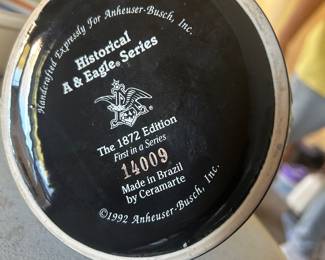 Handcrafted Expressly For Anheuser-Busch, Inc.
Historical
A & Eagle® Series
The 1872 Edition
First in a Series
14009
Made in Brazil
by Ceramarte
©1992 Anheuser-Busch, Inc.